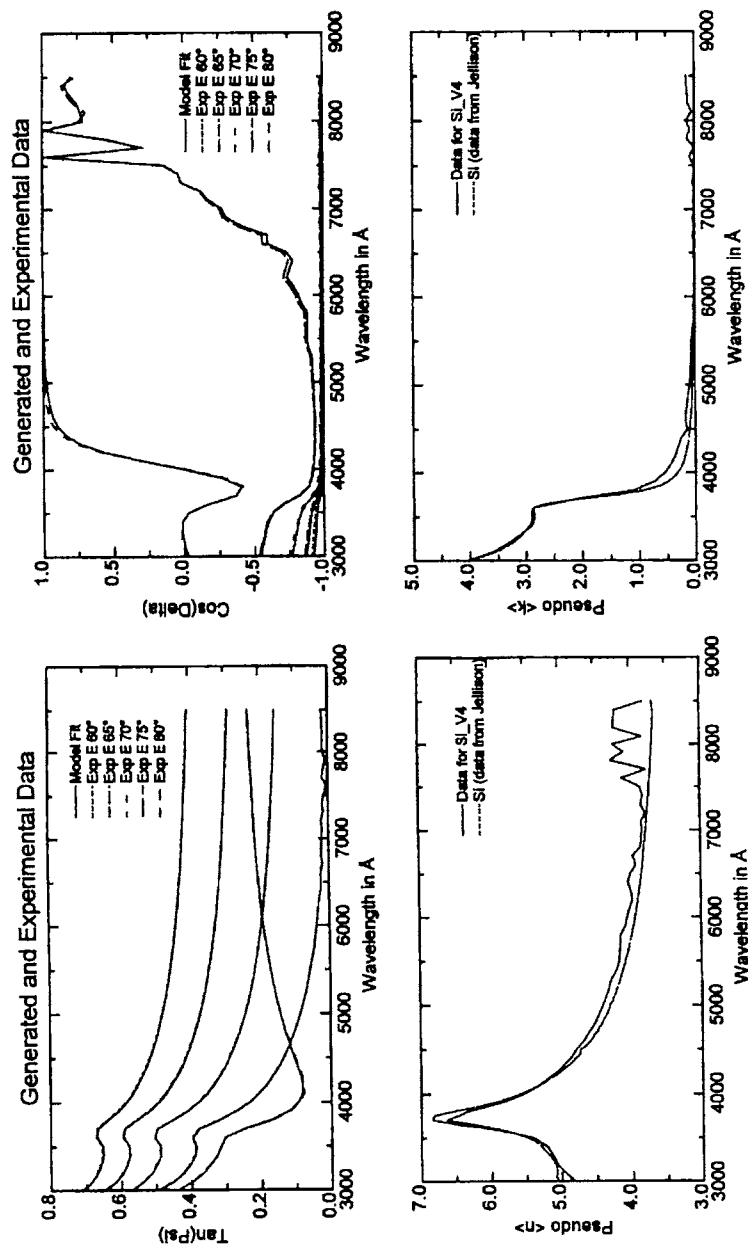 Generated and Experimental Data
Tan(Psi)
0.8
0.6
0.4
0.2
0.0
3000 4000 5000 6000 7000 8000 9000
Wavelength in Å
Model Fit
Exp E 60°
Exp E 65°
Exp E 70°
Exp E 75°
Exp E 80°
Generated and Experimental Data
Cos(Delta)
1.0
0.5
0.0
-0.5
-1.0
3000 4000 5000 6000 7000 8000 9000
Wavelength in Å
Model Fit
Exp E 60°
Exp E 65°
Exp E 70°
Exp E 75°
Exp E 80°
Pseudo <n>
7.0
6.0
5.0
4.0
3.0
3000 4000 5000 6000 7000 8000 9000
Wavelength in Å
Data for Si_V4
Si (data from Jellison)
Pseudo <k>
5.0
4.0
3.0
2.0
1.0
0.0
3000 4000 5000 6000 7000 8000 9000
Wavelength in Å
Data for Si_V4
Si (data from Jellison)